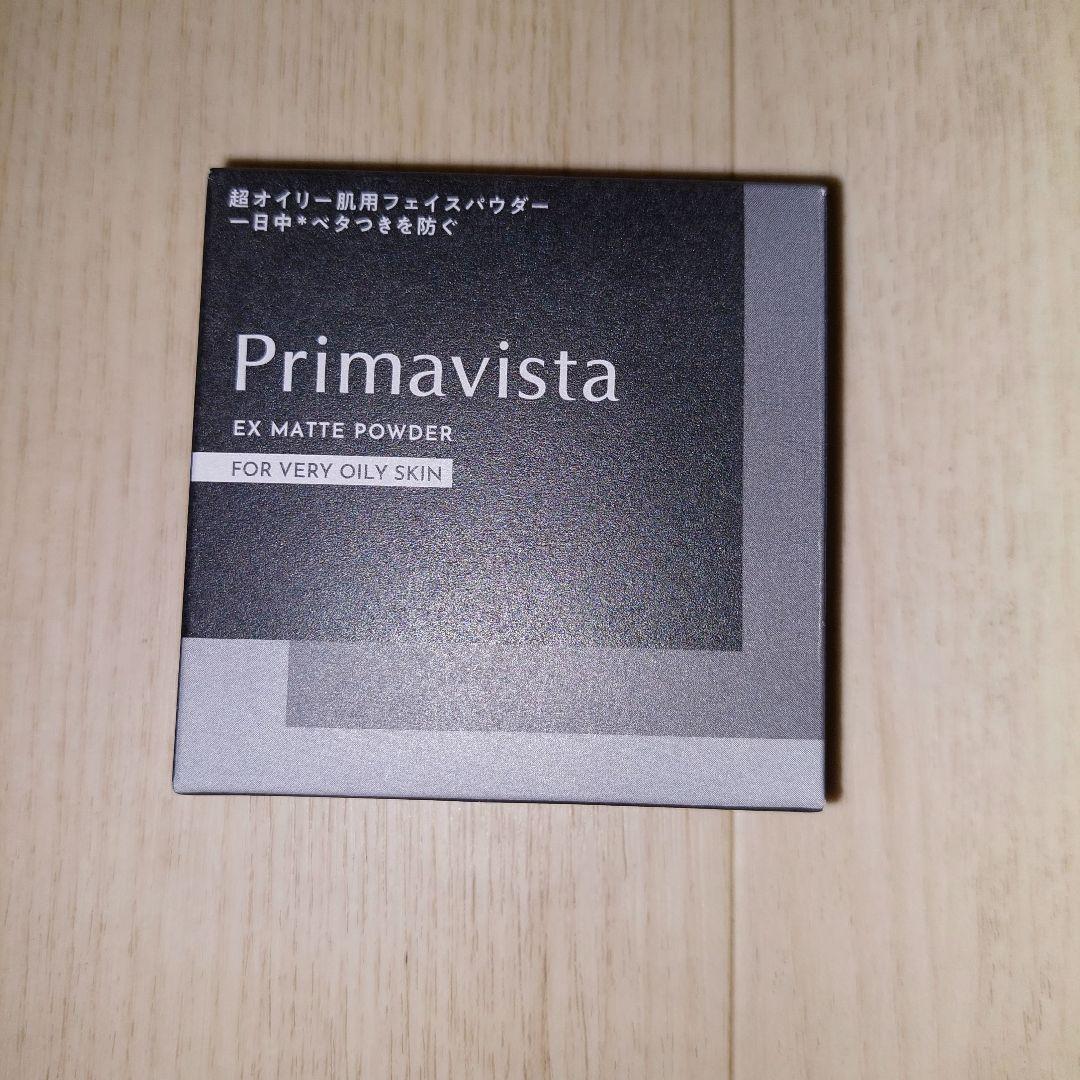 超オイリー肌用フェイスパウダー
一日中*ベタつきを防ぐ
Primavista
EX MATTE POWDER
FOR VERY OILY SKIN